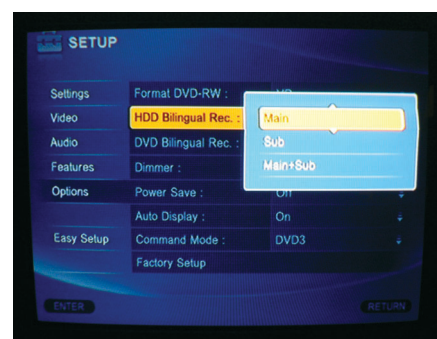 SETUP
Settings
Video
Audio
Features
Options
Easy Setup
Format DVD-RW :
HDD Bilingual Rec. :
DVD Bilingual Rec. :
Dimmer :
Power Save :
Auto Display :
Command Mode :
Factory Setup
Main
Sub
Main+Sub
Off
On
DVD3
ENTER
RETURN